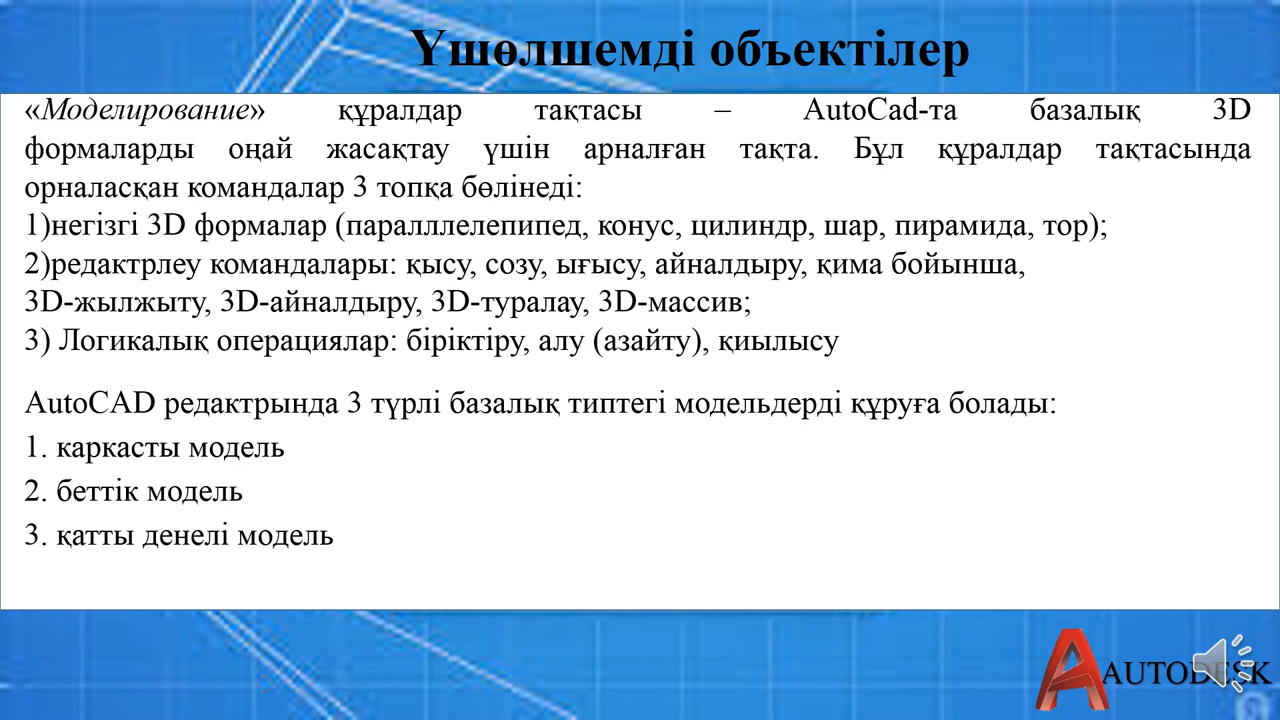 Үшөлшемді объектілер
«Моделирование» құралдар тақтасы – AutoCad-та базалық 3D
формаларды оңай жасақтау үшін арналған тақта. Бұл құралдар тақтасында
орналасқан командалар 3 топқа бөлінеді:
1)негізгі 3D формалар (паралллелепипед, конус, цилиндр, шар, пирамида, тор);
2)редактрлеу командалары: қысу, созу, ығысу, айналдыру, қима бойынша,
3D-жылжыту, 3D-айналдыру, 3D-туралау, 3D-массив;
3) Логикалық операциялар: біріктіру, алу (азайту), қиылысу
AutoCAD редактрында 3 түрлі базалық типтегі модельдерді құруға болады:
1. каркасты модель
2. беттік модель
3. қатты денелі модель
AUTODESK